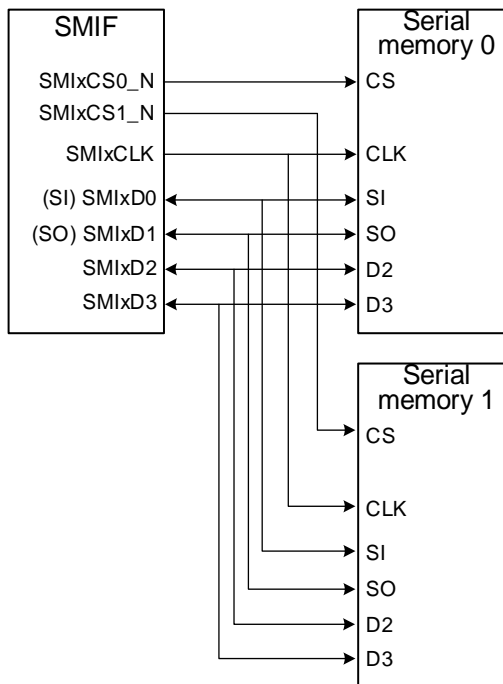 SMIF
SMIxCS0_N
SMIxCS1_N
SMIxCLK
(SI) SMIxD0
(SO) SMIxD1
SMIxD2
SMIxD3
Serial
memory 0
CS
CLK
SI
SO
D2
D3
Serial
memory 1
CS
CLK
SI
SO
D2
D3